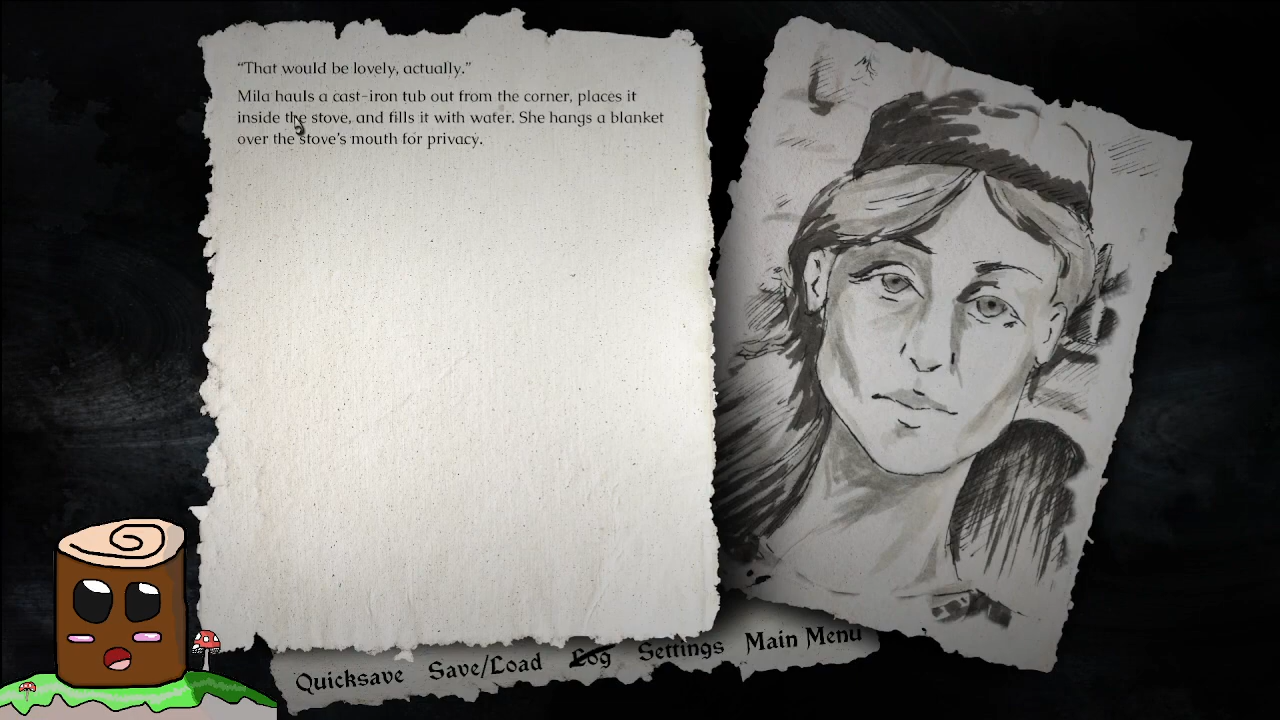 “That would be lovely, actually.”
Mila hauls a cast-iron tub out from the corner, places it
inside the stove, and fills it with water. She hangs a blanket
over the stove’s mouth for privacy.
Quicksave Save/Load Log Settings Main Menu